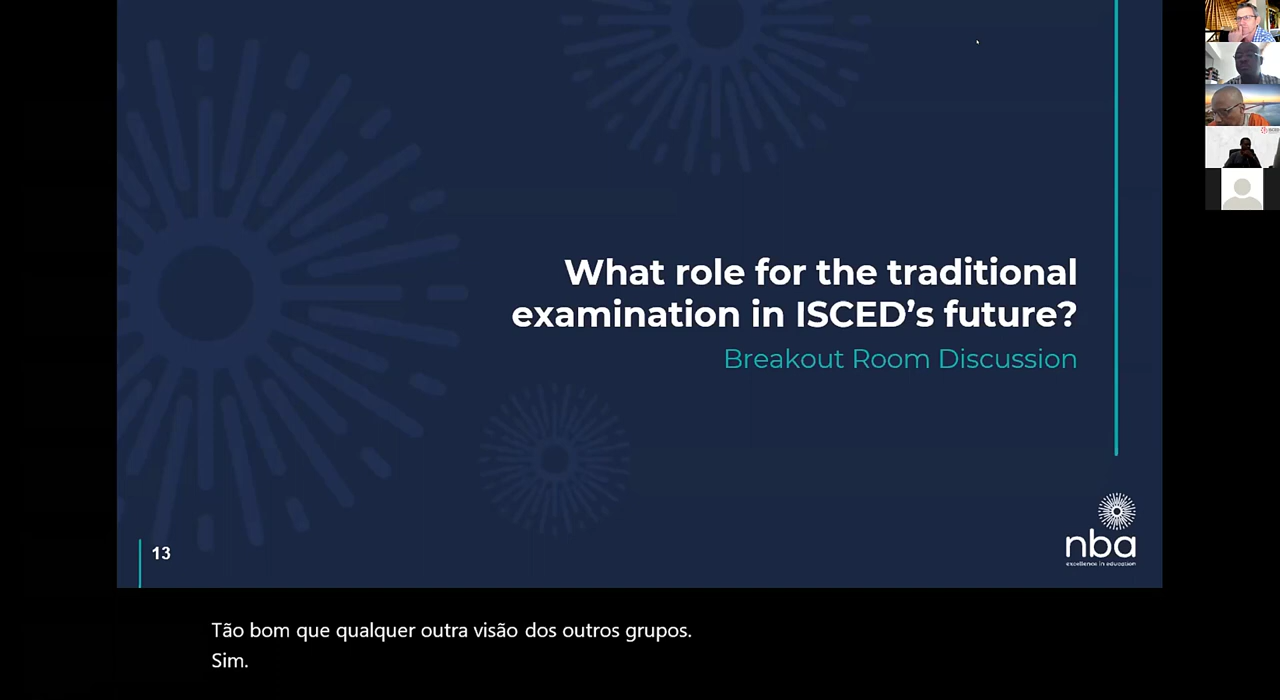 What role for the traditional
examination in ISCED's future?
Breakout Room Discussion
nba
excellence in education
13
Tão bom que qualquer outra visão dos outros grupos.
Sim.